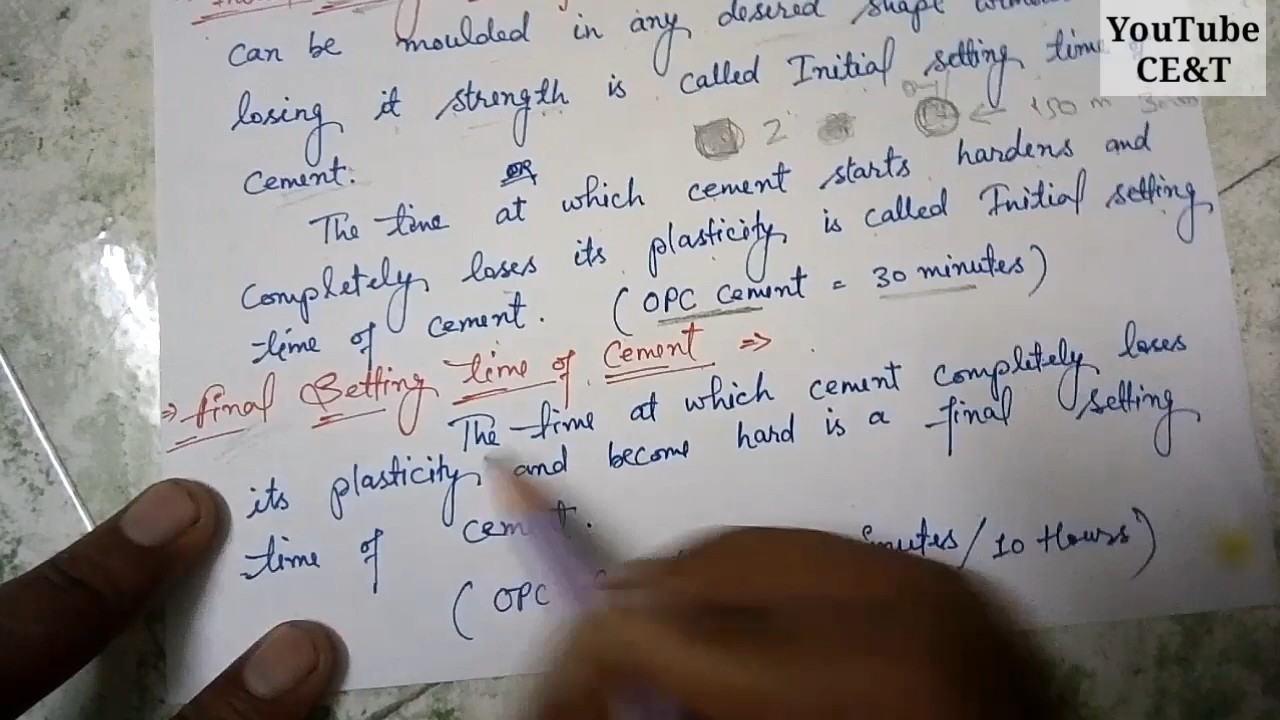 YouTube
CE&T
can be moulded in any desired shape
losing it strength is called Initial setting time
Cement. OR
The time at which cement starts hardens and
completely loses its plasticity is called Initial setting
time of cement. (OPC cement = 30 minutes)
⇒ final Setting time of Cement ⇒
The time at which cement completely loses
its plasticity and become hard is a final setting
time of cement.
(OPC /10 Hours)